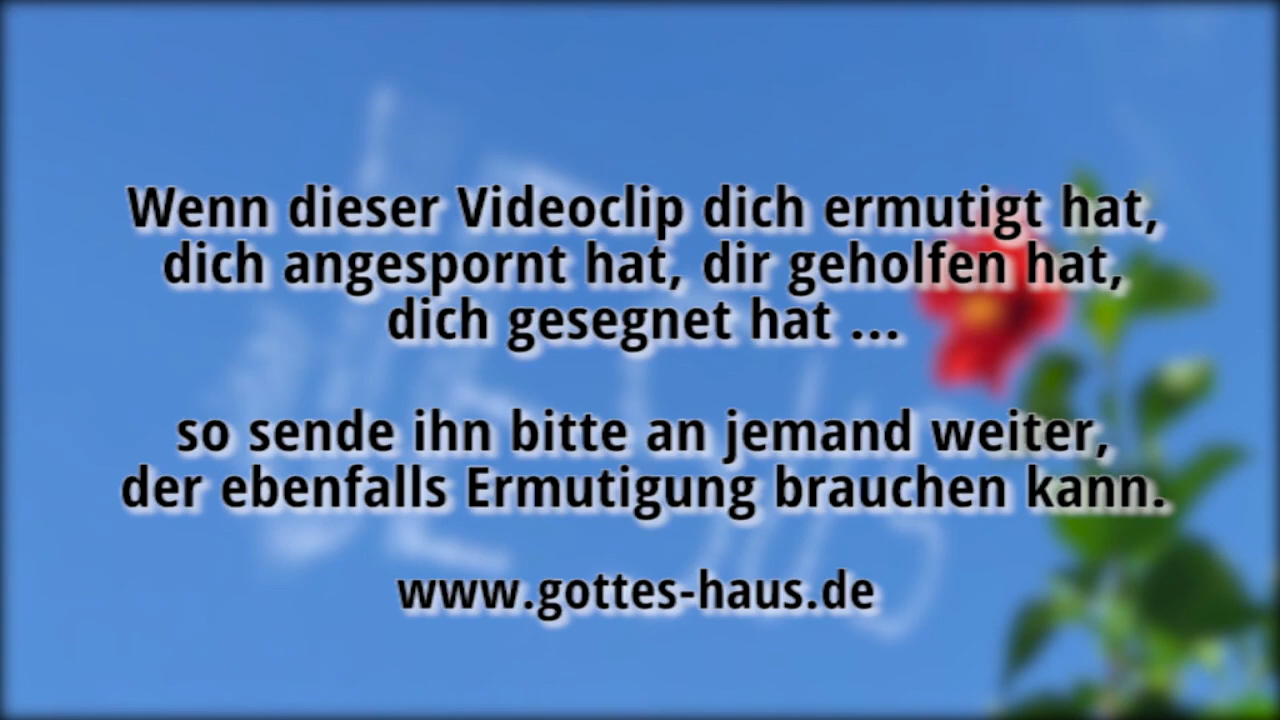 Wenn dieser Videoclip dich ermutigt hat,
dich angespornt hat, dir geholfen hat,
dich gesegnet hat ...
so sende ihn bitte an jemand weiter,
der ebenfalls Ermutigung brauchen kann.
www.gottes-haus.de